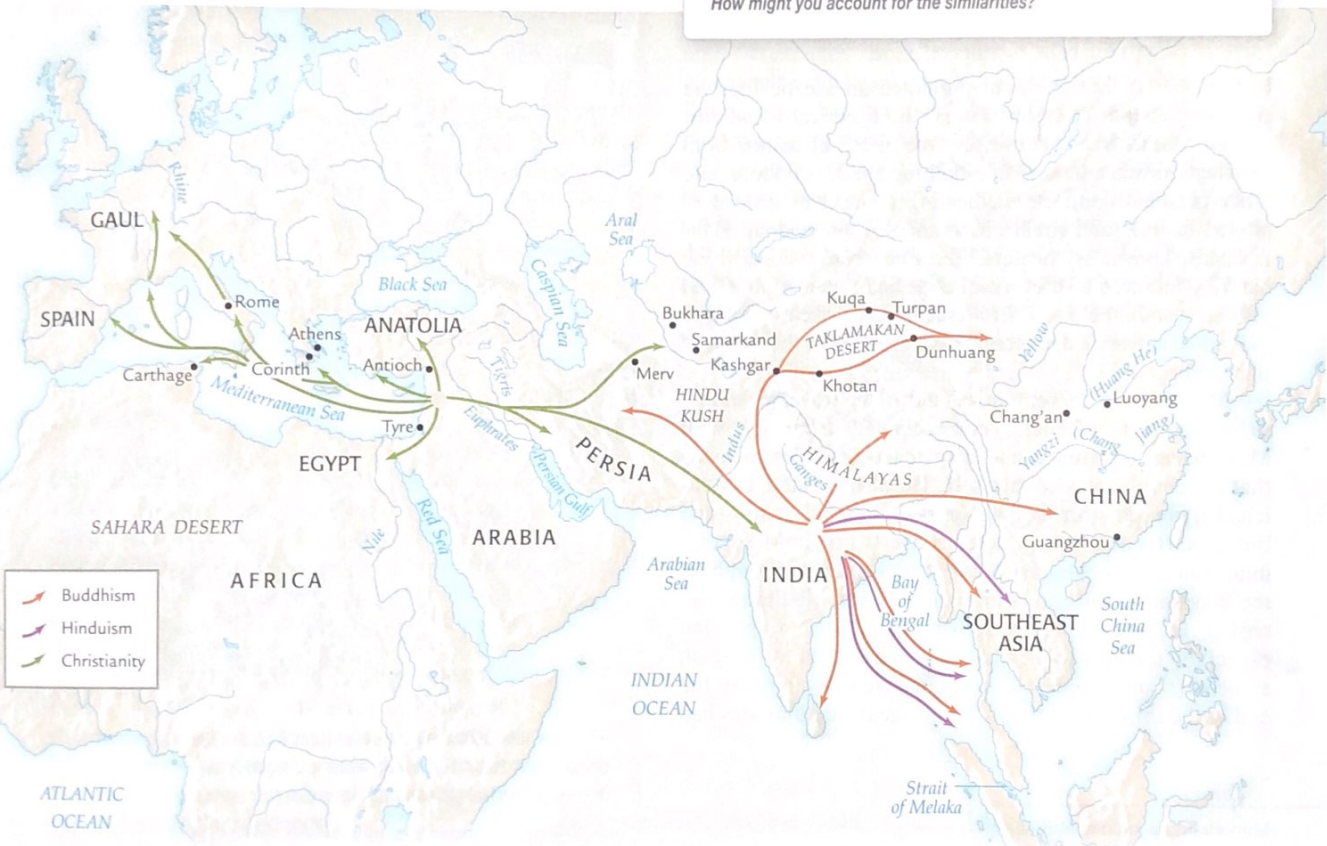 How might you account for the similarities?
Rhine
GAUL
Aral
Sea
Black Sea
Caspian Sea
Rome
SPAIN
Athens
ANATOLIA
Bukhara
Kuqa
Turpan
TAKLAMAKAN
DESERT
Samarkand
Kashgar
Dunhuang
Yellow
(Huang He)
Carthage
Corinth
Antioch
Tigris
Merv
Khotan
HINDU
KUSH
Luoyang
Chang'an
Mediterranean Sea
Tyre
Euphrates
Indus
Yangzi
(Chang
Jiang)
EGYPT
PERSIA
Persian Gulf
Ganges
HIMALAYAS
CHINA
SAHARA DESERT
Nile
Red Sea
ARABIA
Guangzhou
AFRICA
Arabian
Sea
INDIA
Bay
of
Bengal
SOUTHEAST
ASIA
South
China
Sea
Buddhism
Hinduism
Christianity
INDIAN
OCEAN
ATLANTIC
OCEAN
Strait
of Melaka